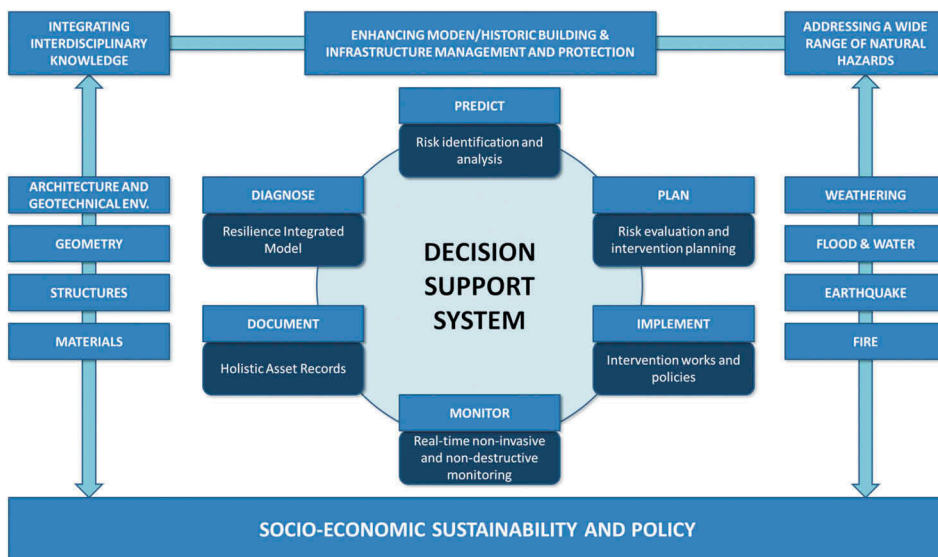 INTEGRATING
INTERDISCIPLINARY
KNOWLEDGE
ENHANCING MODEN/HISTORIC BUILDING &
INFRASTRUCTURE MANAGEMENT AND PROTECTION
ADDRESSING A WIDE
RANGE OF NATURAL
HAZARDS
PREDICT
Risk identification and
analysis
ARCHITECTURE AND
GEOTECHNICAL ENV.
GEOMETRY
STRUCTURES
MATERIALS
DIAGNOSE
Resilience Integrated
Model
DOCUMENT
Holistic Asset Records
DECISION
SUPPORT
SYSTEM
PLAN
Risk evaluation and
intervention planning
IMPLEMENT
Intervention works and
policies
MONITOR
Real-time non-invasive
and non-destructive
monitoring
WEATHERING
FLOOD & WATER
EARTHQUAKE
FIRE
SOCIO-ECONOMIC SUSTAINABILITY AND POLICY